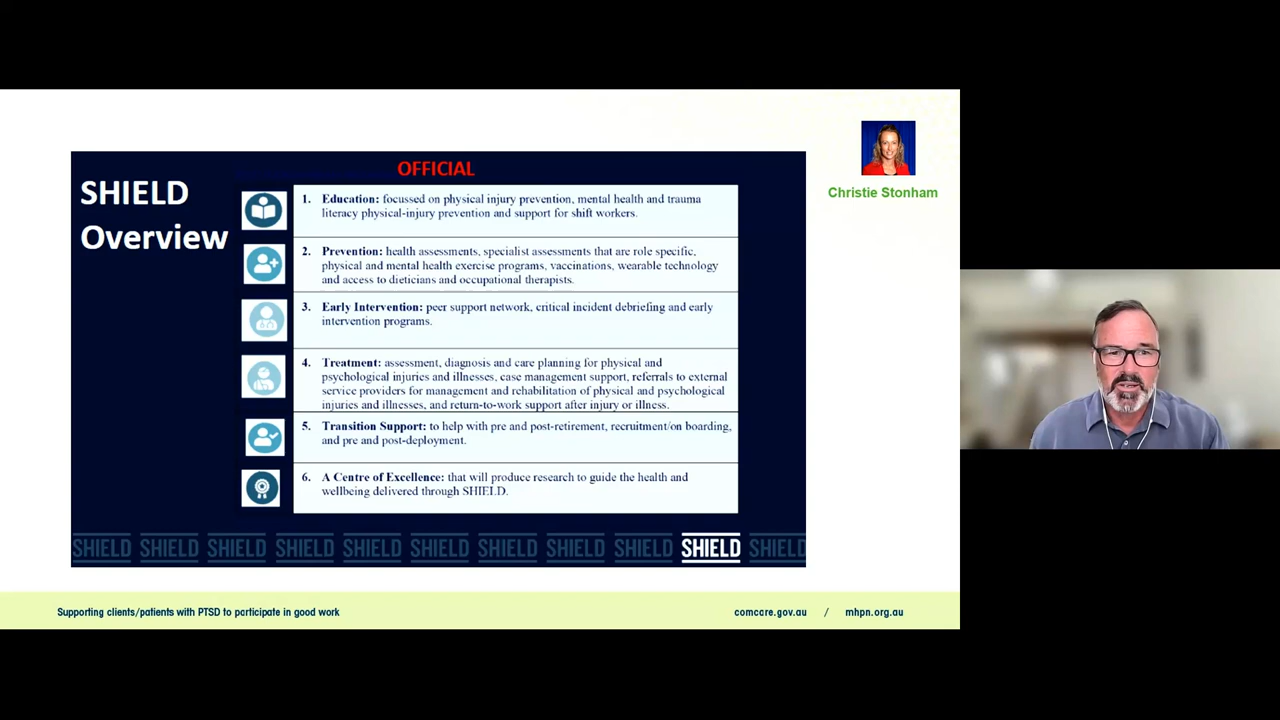 SHIELD
Overview
OFFICIAL
1. Education: focussed on physical injury prevention, mental health and trauma
literacy physical-injury prevention and support for shift workers.
2. Prevention: health assessments, specialist assessments that are role specific,
physical and mental health exercise programs, vaccinations, wearable technology
and access to dieticians and occupational therapists.
3. Early Intervention: peer support network, critical incident debriefing and early
intervention programs.
4. Treatment: assessment, diagnosis and care planning for physical and
psychological injuries and illnesses, case management support, referrals to external
service providers for management and rehabilitation of physical and psychological
injuries and illnesses, and return-to-work support after injury or illness.
5. Transition Support: to help with pre and post-retirement, recruitment/on boarding,
and pre and post-deployment.
6. A Centre of Excellence: that will produce research to guide the health and
wellbeing delivered through SHIELD.
SHIELD SHIELD SHIELD SHIELD SHIELD SHIELD SHIELD SHIELD SHIELD SHIELD SHIELD
Christie Stonham
Supporting clients/patients with PTSD to participate in good work
comcare.gov.au / mhpn.org.au